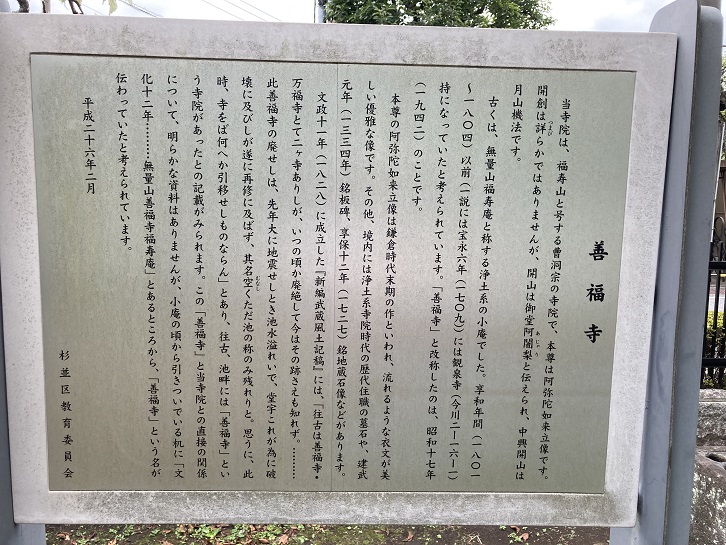 善福寺
当寺院は、福寿山と号する曹洞宗の寺院で、本尊は阿弥陀如来立像です。
開創は詳らかではありませんが、開山は御堂阿闍梨と伝えられ、中興開山は
月山機法です。
古くは、無量山福寿庵と称する浄土系の小庵でした。享和年間（一八〇一
～一八〇四）以前（一説には宝永六年（一七〇九）には観泉寺（今川二ー一六ー一）
持になっていたと考えられています。「善福寺」と改称したのは、昭和十七年
（一九四二）のことです。
本尊の阿弥陀如来立像は鎌倉時代末期の作といわれ、流れるような衣文が美
しい優雅な像です。その他、境内には浄土系寺院時代の歴代住職の墓石や、建武
元年（一三三四年）銘板碑、享保十二年（一七二七）銘地蔵石像などがあります。
文政十一年（一八二八）に成立した『新編武蔵風土記稿』には、「往古は善福寺・
万福寺とて二ヶ寺ありしが、いつの頃か廃絶して今はその跡さえも知れず。………
此善福寺の廃せしは、先年大に地震せしとき池水溢れいで、堂宇これが為に破
壊に及びしが遂に再修に及ばず、其名空くただ池の称のみ残れりと。思うに、此
時、寺をば何へか引移せしものならん」とあり、往古、池畔には「善福寺」とい
う寺院があったとの記載がみられます。この「善福寺」と当寺院との直接の関係
について、明らかな資料はありませんが、小庵の頃から引きついでいる机に「文
化十二年…………無量山善福寺福寿庵」とあるところから、「善福寺」という名が
伝わっていたと考えられています。
平成二十六年二月
杉並区教育委員会